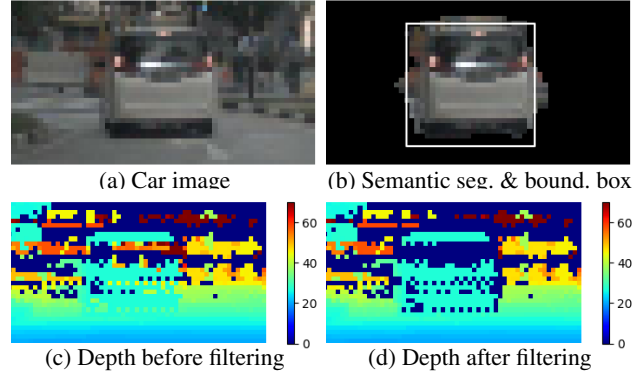 (a) Car image
(b) Semantic seg. & bound. box
60
40
20
0
60
40
20
0
(c) Depth before filtering
(d) Depth after filtering